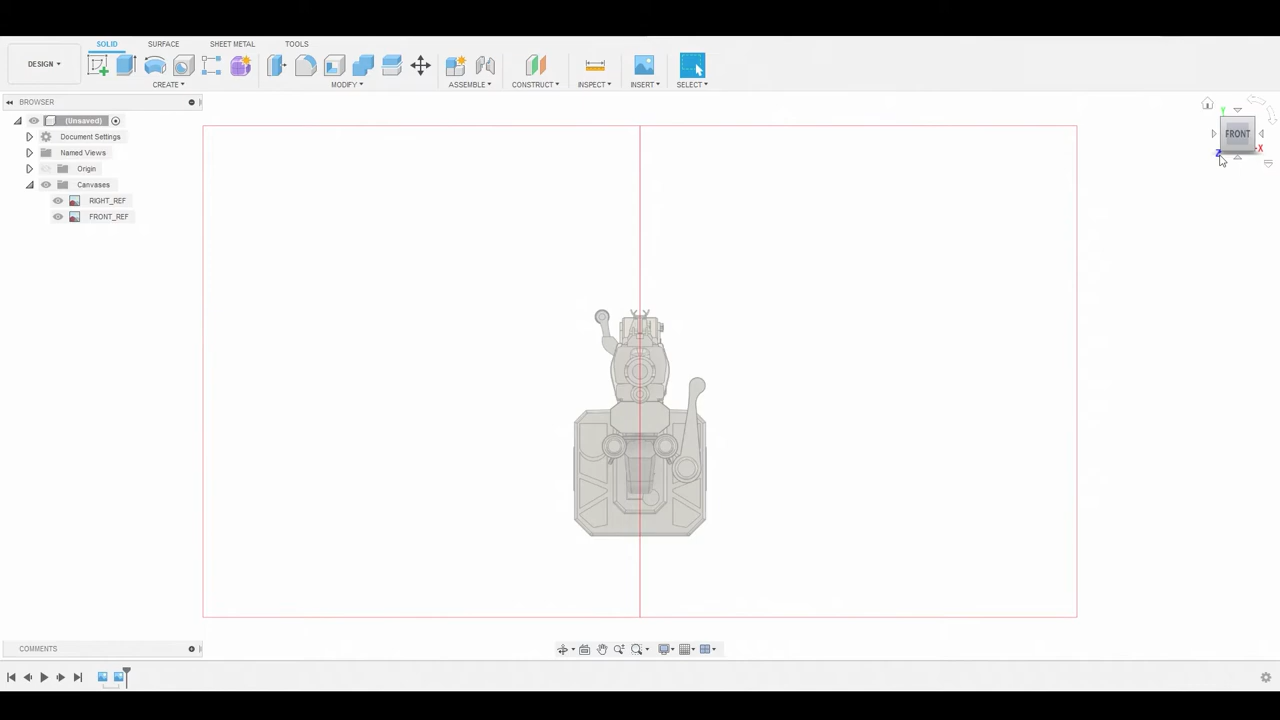 SOLID SURFACE SHEET METAL TOOLS
DESIGN
CREATE MODIFY ASSEMBLE CONSTRUCT INSPECT INSERT SELECT
BROWSER
(Unsaved)
Document Settings
Named Views
Origin
Canvases
RIGHT_REF
FRONT_REF
Y
FRONT
X
Z
COMMENTS